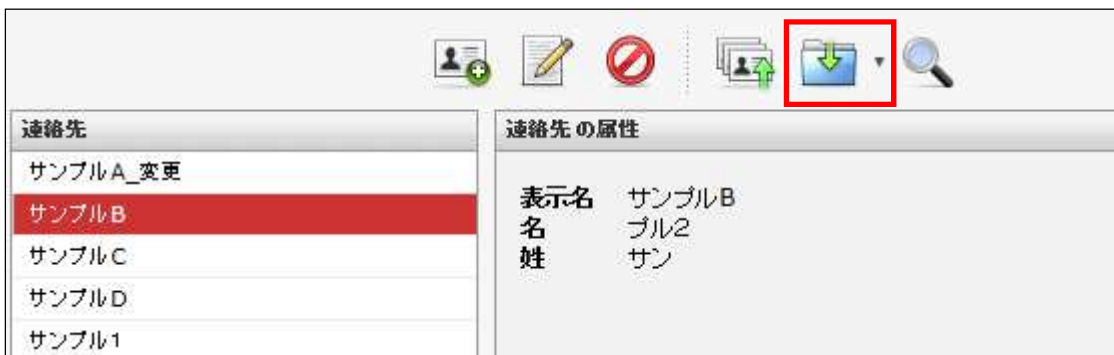 連絡先
連絡先の属性
サンプルA_変更
サンプルB
サンプルC
サンプルD
サンプル1
表示名 サンプルB
名 プル2
姓 サン